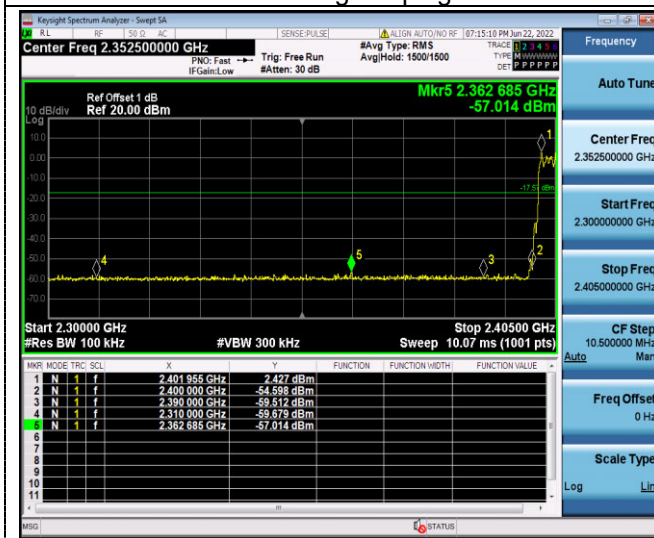 Keysight Spectrum Analyzer - Swept SA
RL RF 50 Ω AC SENSE:PULSE ALIGN AUTO/NO RF 07:15:10 PM Jun 22, 2022
Center Freq 2.352500000 GHz #Avg Type: RMS TRACE 1 2 3 4 5 6
PNO: Fast Trig: Free Run Avg|Hold: 1500/1500 TYPE M WWWWW
IFGain:Low #Atten: 30 dB DET P P P P P P
Ref Offset 1 dB Mkr5 2.362 685 GHz
10 dB/div Ref 20.00 dBm -57.014 dBm
Log
10.0
0.00
-10.0
-20.0
-30.0
-40.0
-50.0
-60.0
-70.0
1
2
3
4
5
Start 2.30000 GHz Stop 2.40500 GHz
#Res BW 100 kHz #VBW 300 kHz Sweep 10.07 ms (1001 pts)
MKR MODE TRC SCL X Y FUNCTION FUNCTION WIDTH FUNCTION VALUE
1 N 1 f 2.401 955 GHz 2.427 dBm
2 N 1 f 2.400 000 GHz -54.598 dBm
3 N 1 f 2.390 000 GHz -59.512 dBm
4 N 1 f 2.310 000 GHz -59.679 dBm
5 N 1 f 2.362 685 GHz -57.014 dBm
6
7
8
9
10
11
MSG STATUS
Frequency
Auto Tune
Center Freq
2.352500000 GHz
Start Freq
2.300000000 GHz
Stop Freq
2.405000000 GHz
CF Step
10.500000 MHz
Auto Man
Freq Offset
0 Hz
Scale Type
Log Lin